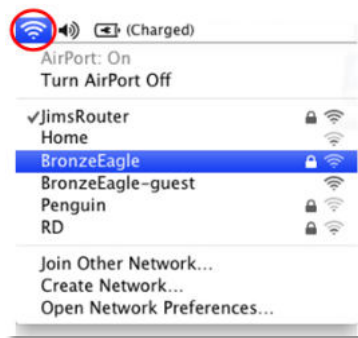 (Charged)
AirPort: On
Turn AirPort Off
✓JimsRouter
Home
BronzeEagle
BronzeEagle-guest
Penguin
RD
Join Other Network...
Create Network...
Open Network Preferences...